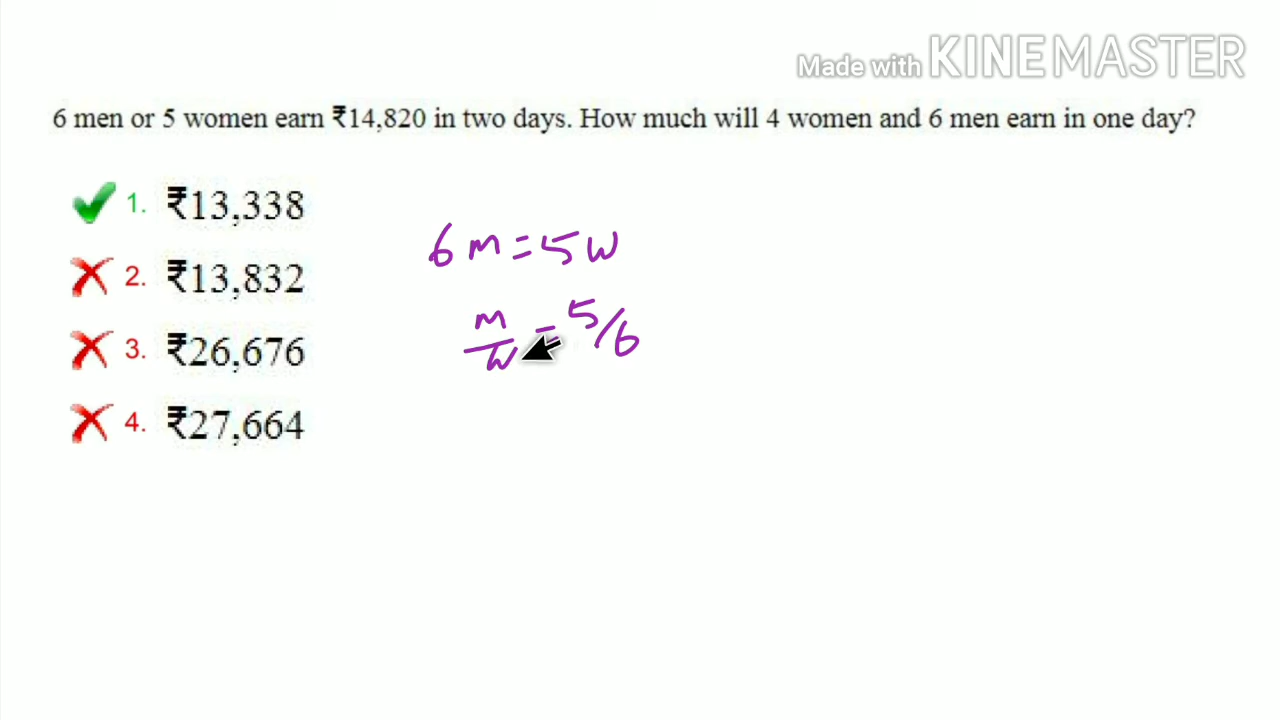 Made with KINEMASTER
6 men or 5 women earn ₹14,820 in two days. How much will 4 women and 6 men earn in one day?
1. ₹13,338
2. ₹13,832
3. ₹26,676
4. ₹27,664
6m=5w
m/w=5/6